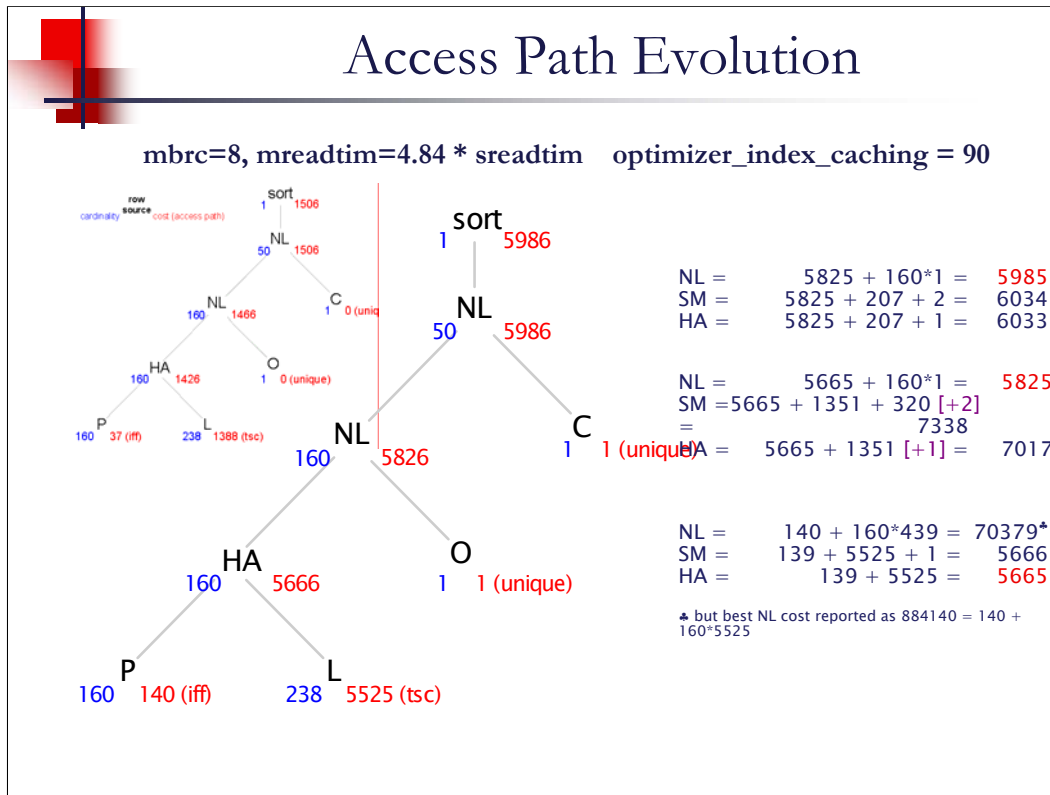 Access Path Evolution
mbrc=8, mreadtim=4.84 * sreadtim optimizer_index_caching = 90
row
cardinality source cost (access path)
sort
1 1506
NL
50 1506
NL
160 1466
C
1 0 (uniq
HA
160 1426
O
1 0 (unique)
P
160 37 (iff)
L
238 1388 (tsc)
sort
1 5986
NL
50 5986
NL
160 5826
C
1 1 (unique)
HA
160 5666
O
1 1 (unique)
P
160 140 (iff)
L
238 5525 (tsc)
NL = 5825 + 160*1 = 5985
SM = 5825 + 207 + 2 = 6034
HA = 5825 + 207 + 1 = 6033
NL = 5665 + 160*1 = 5825
SM =5665 + 1351 + 320 [+2]
= 7338
HA = 5665 + 1351 [+1] = 7017
NL = 140 + 160*439 = 70379♣
SM = 139 + 5525 + 1 = 5666
HA = 139 + 5525 = 5665
♣ but best NL cost reported as 884140 = 140 +
160*5525